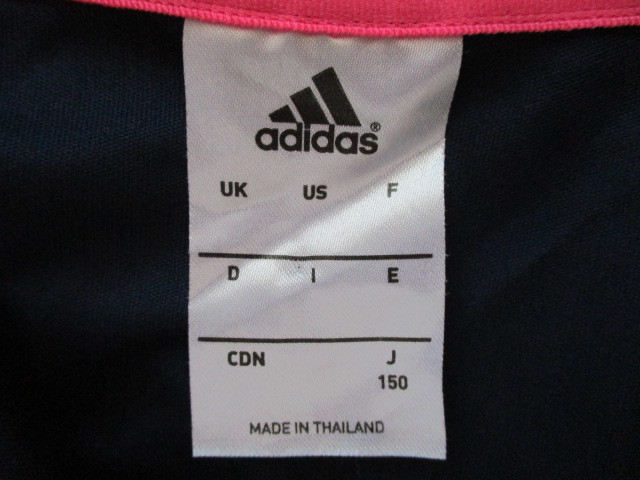 adidas®
UK US F
D I E
CDN J
150
MADE IN THAILAND